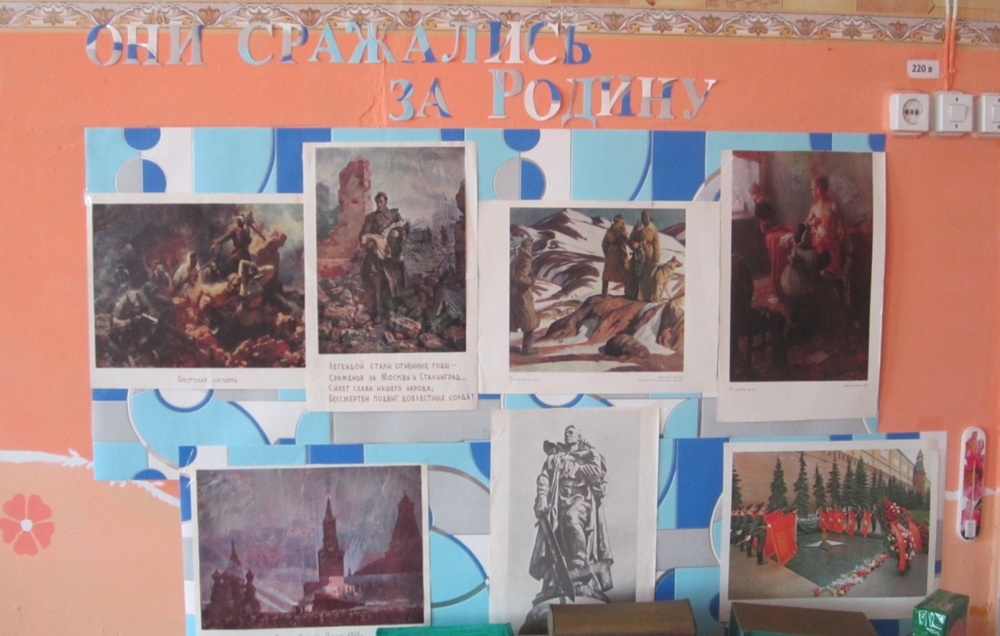 ОНИ СРАЖАЛИСЬ
ЗА РОДИНУ
220 в
Брестская крепость
ЛЕГЕНДОЙ СТАЛИ ОГНЕННЫЕ ГОДЫ –
СРАЖЕНЬЯ ЗА МОСКВУ И СТАЛИНГРАД...
СИЯЕТ СЛАВА НАШЕГО НАРОДА,
БЕССМЕРТЕН ПОДВИГ ДОБЛЕСТНЫХ СОЛДАТ.